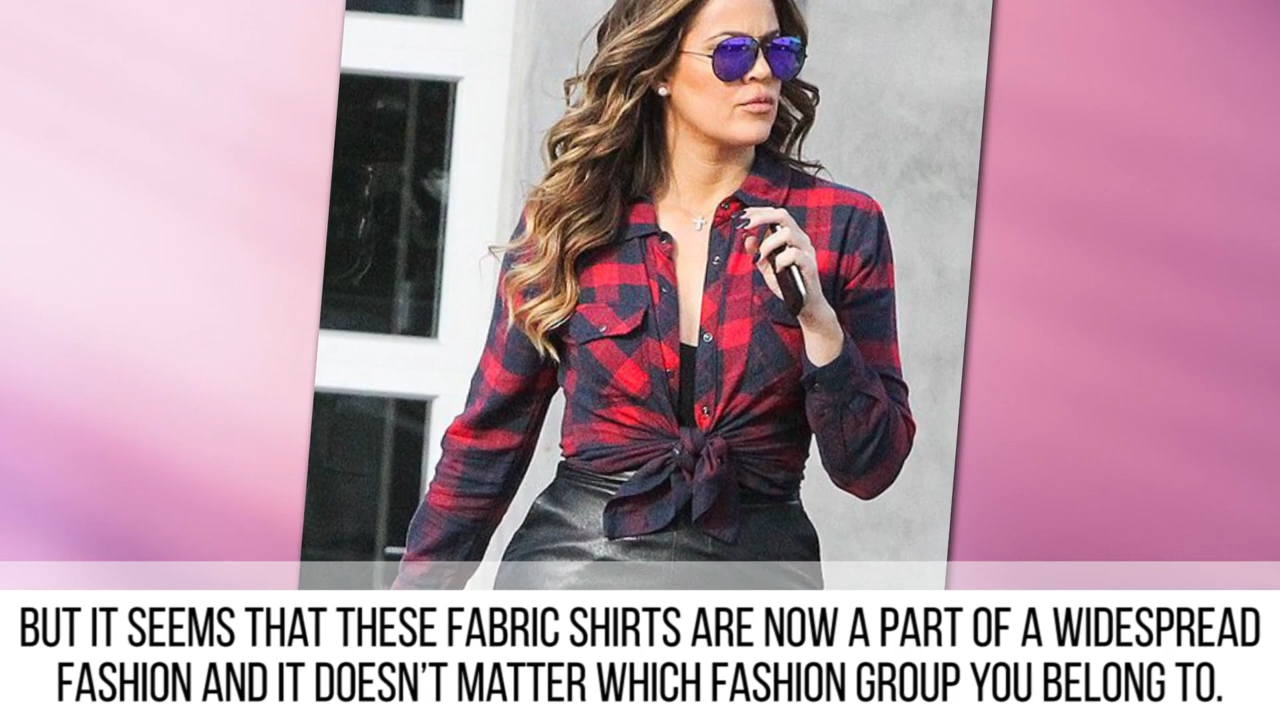 BUT IT SEEMS THAT THESE FABRIC SHIRTS ARE NOW A PART OF A WIDESPREAD
FASHION AND IT DOESN'T MATTER WHICH FASHION GROUP YOU BELONG TO.